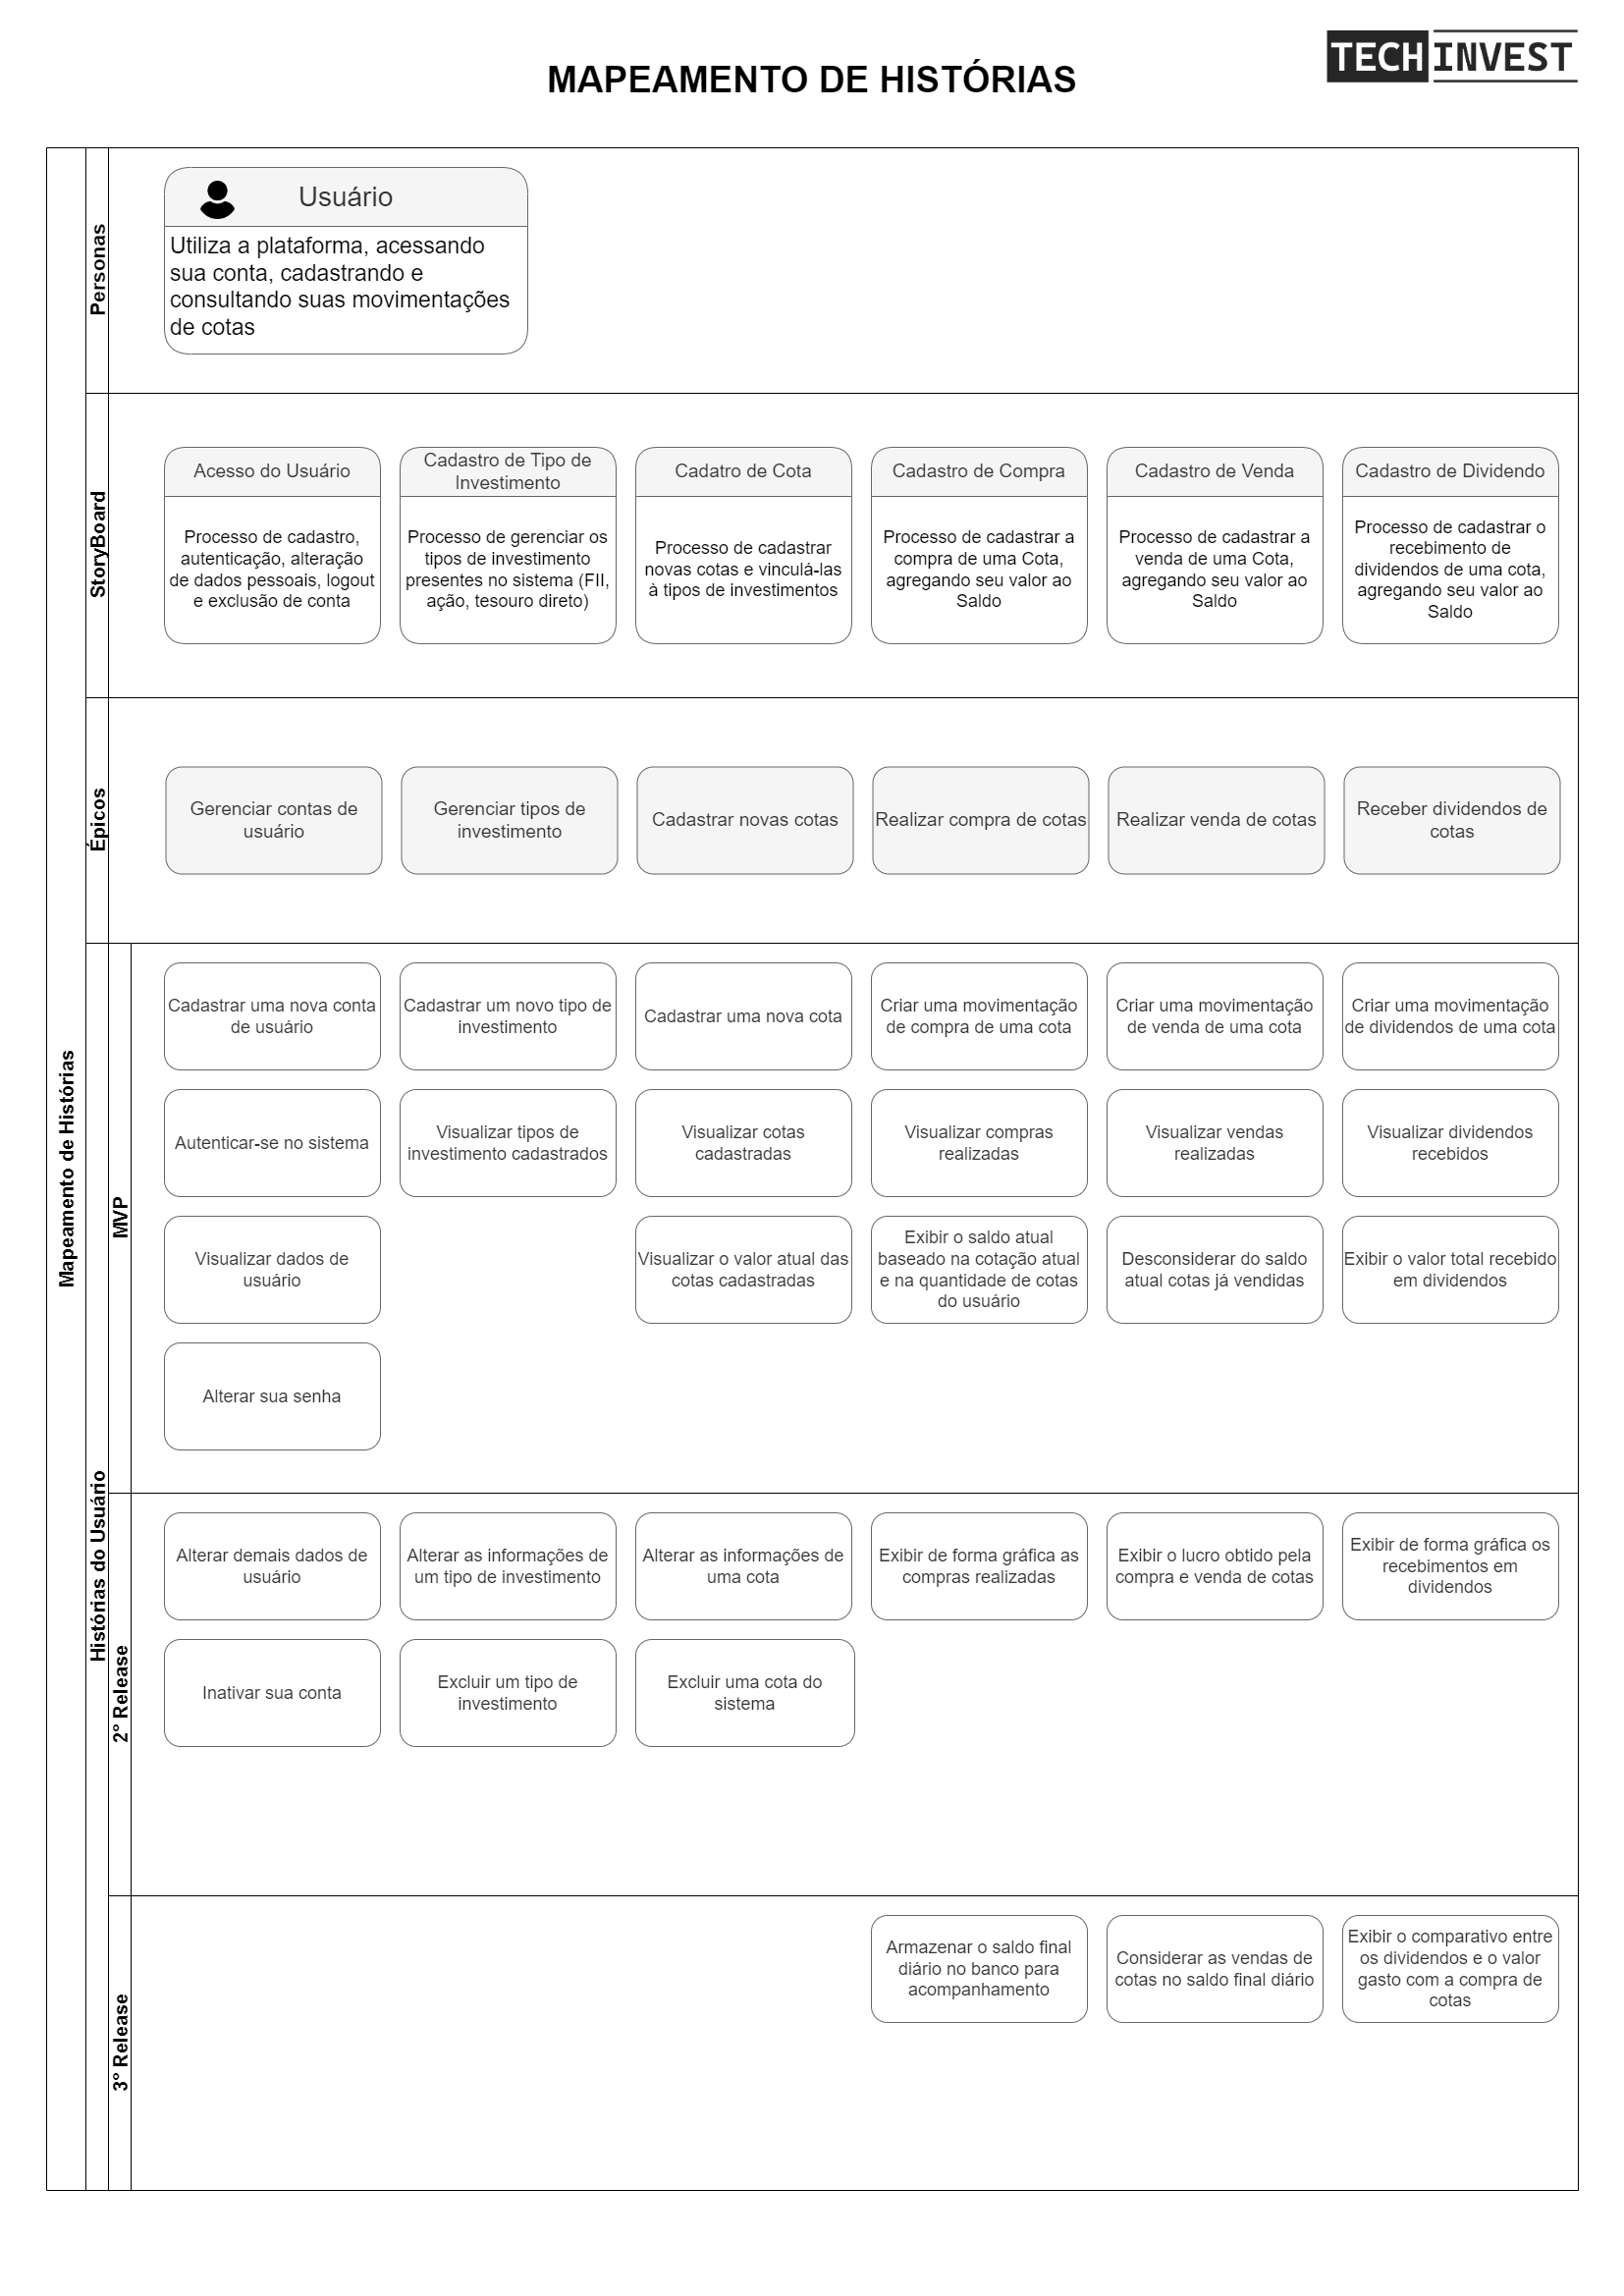 TECH INVEST
MAPEAMENTO DE HISTÓRIAS
Mapeamento de Histórias
Personas
Usuário
Utiliza a plataforma, acessando
sua conta, cadastrando e
consultando suas movimentações
de cotas
StoryBoard
Acesso do Usuário
Processo de cadastro,
autenticação, alteração
de dados pessoais, logout
e exclusão de conta
Cadastro de Tipo de
Investimento
Processo de gerenciar os
tipos de investimento
presentes no sistema (FII,
ação, tesouro direto)
Cadatro de Cota
Processo de cadastrar
novas cotas e vinculá-las
à tipos de investimentos
Cadastro de Compra
Processo de cadastrar a
compra de uma Cota,
agregando seu valor ao
Saldo
Cadastro de Venda
Processo de cadastrar a
venda de uma Cota,
agregando seu valor ao
Saldo
Cadastro de Dividendo
Processo de cadastrar o
recebimento de
dividendos de uma cota,
agregando seu valor ao
Saldo
Épicos
Gerenciar contas de
usuário
Gerenciar tipos de
investimento
Cadastrar novas cotas
Realizar compra de cotas
Realizar venda de cotas
Receber dividendos de
cotas
Histórias do Usuário
MVP
Cadastrar uma nova conta
de usuário
Cadastrar um novo tipo de
investimento
Cadastrar uma nova cota
Criar uma movimentação
de compra de uma cota
Criar uma movimentação
de venda de uma cota
Criar uma movimentação
de dividendos de uma cota
Autenticar-se no sistema
Visualizar tipos de
investimento cadastrados
Visualizar cotas
cadastradas
Visualizar compras
realizadas
Visualizar vendas
realizadas
Visualizar dividendos
recebidos
Visualizar dados de
usuário
Visualizar o valor atual das
cotas cadastradas
Exibir o saldo atual
baseado na cotação atual
e na quantidade de cotas
do usuário
Desconsiderar do saldo
atual cotas já vendidas
Exibir o valor total recebido
em dividendos
Alterar sua senha
2° Release
Alterar demais dados de
usuário
Alterar as informações de
um tipo de investimento
Alterar as informações de
uma cota
Exibir de forma gráfica as
compras realizadas
Exibir o lucro obtido pela
compra e venda de cotas
Exibir de forma gráfica os
recebimentos em
dividendos
Inativar sua conta
Excluir um tipo de
investimento
Excluir uma cota do
sistema
3° Release
Armazenar o saldo final
diário no banco para
acompanhamento
Considerar as vendas de
cotas no saldo final diário
Exibir o comparativo entre
os dividendos e o valor
gasto com a compra de
cotas